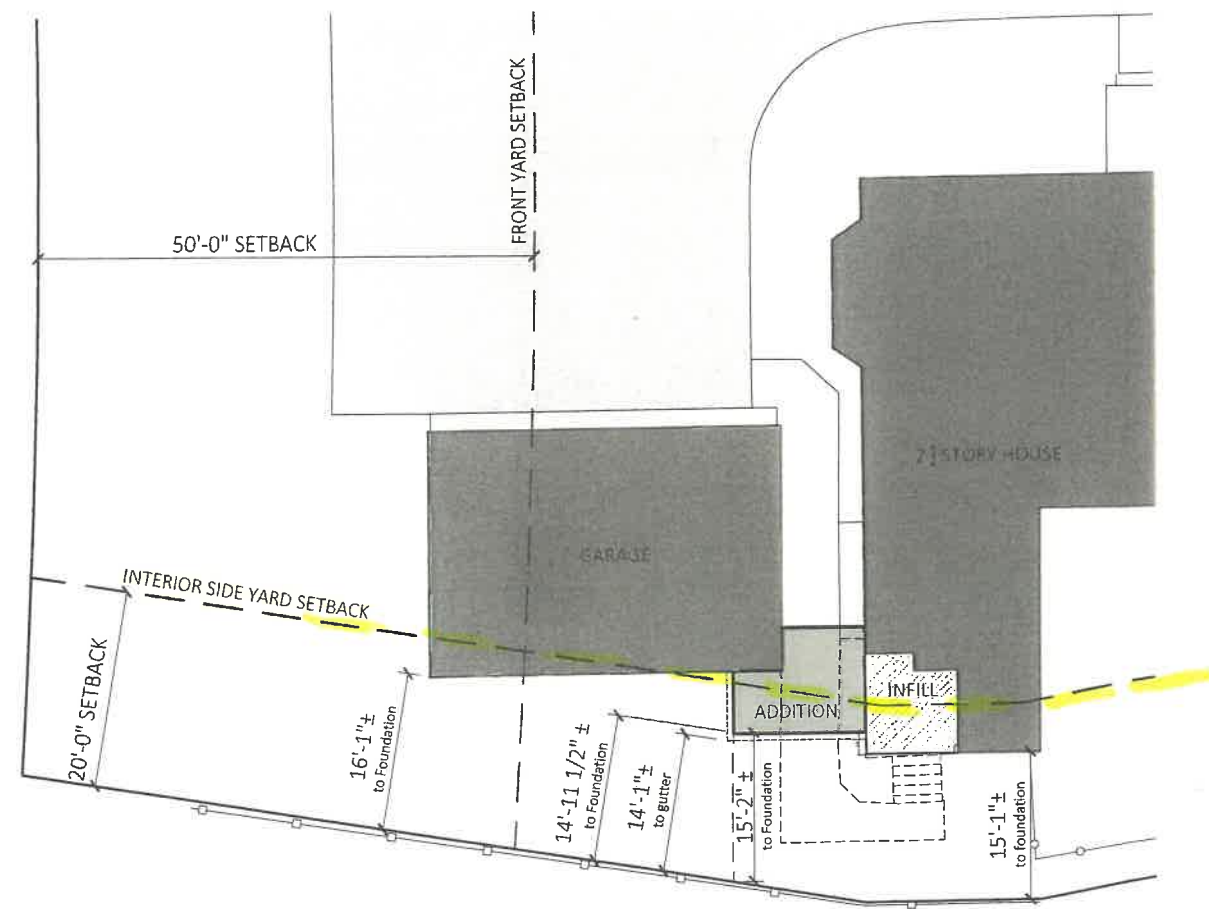 FRONT YARD SETBACK
50'-0" SETBACK
2½ STORY HOUSE
GARAGE
INTERIOR SIDE YARD SETBACK
20'-0" SETBACK
INFILL
ADDITION
16'-1"±
to Foundation
14'-11 1/2" ±
to Foundation
14'-1"±
to gutter
15'-2" ±
to Foundation
15'-1"±
to foundation